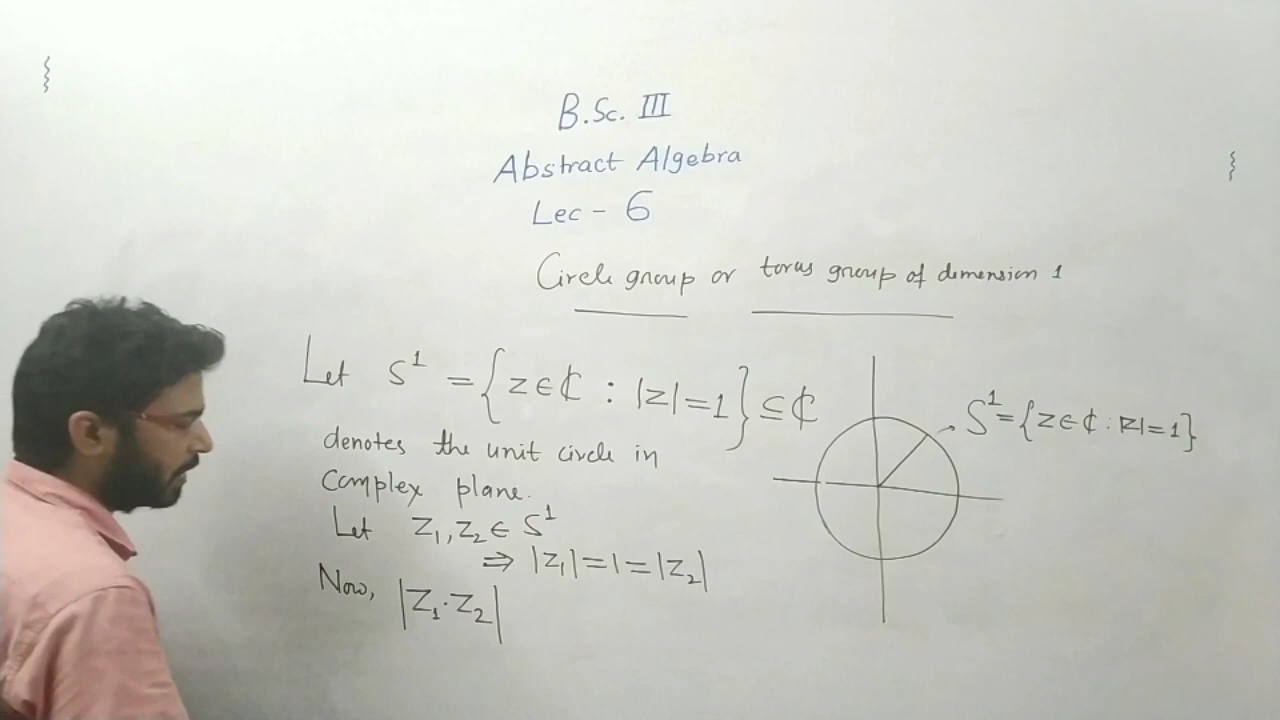 B.Sc. III
Abstract Algebra
Lec - 6
Circle group or torus group of dimension 1
Let S¹ = {z∈ℂ : |z|=1} ⊆ ℂ
denotes the unit circle in
Complex plane.
Let Z₁, Z₂ ∈ S¹
⇒ |Z₁|=1=|Z₂|
Now, |Z₁·Z₂|
S¹={z∈ℂ: |z|=1}